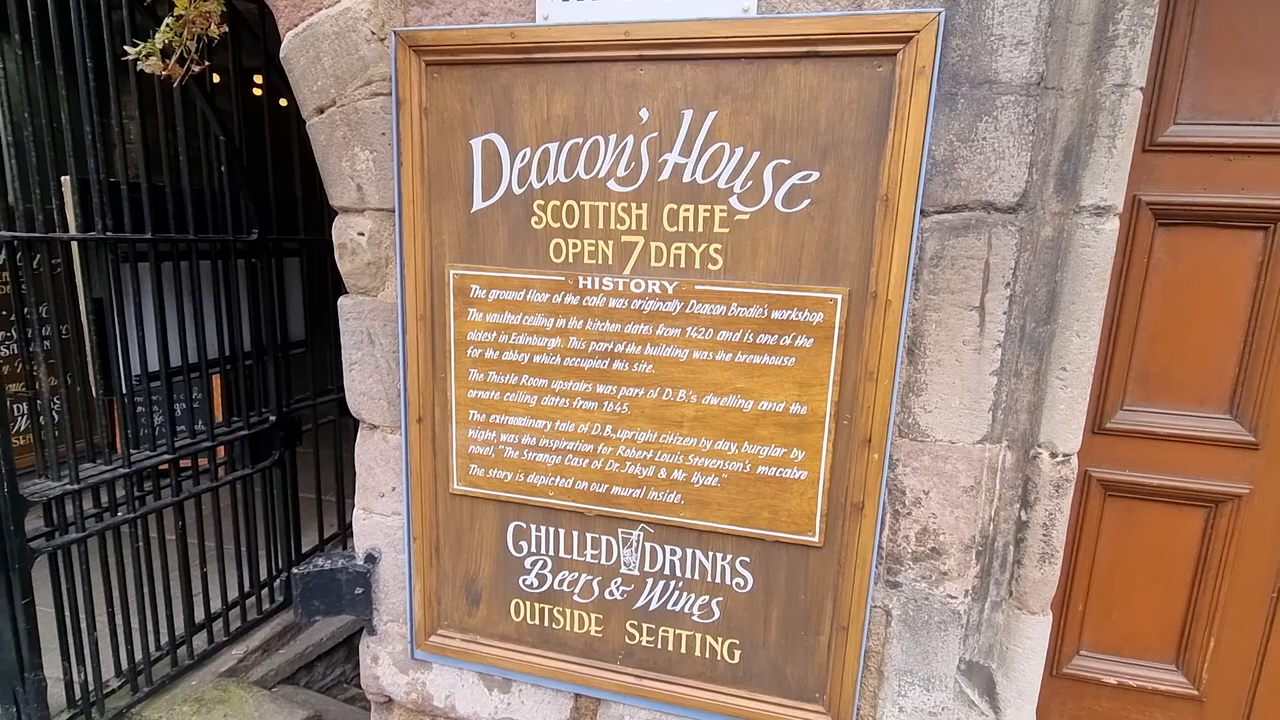 Deacon's House
SCOTTISH CAFE-
OPEN 7 DAYS
HISTORY
The ground floor of the cafe was originally Deacon Brodie's workshop.
The vaulted ceiling in the kitchen dates from 1420 and is one of the
oldest in Edinburgh. This part of the building was the brewhouse
for the abbey which occupied this site.
The Thistle Room upstairs was part of D.B.'s dwelling and the
ornate ceiling dates from 1645.
The extraordinary tale of D.B., upright citizen by day, burglar by
night, was the inspiration for Robert Louis Stevenson's macabre
novel, "The Strange Case of Dr. Jekyll & Mr. Hyde."
The story is depicted on our mural inside.
CHILLED DRINKS
Beers & Wines
OUTSIDE SEATING